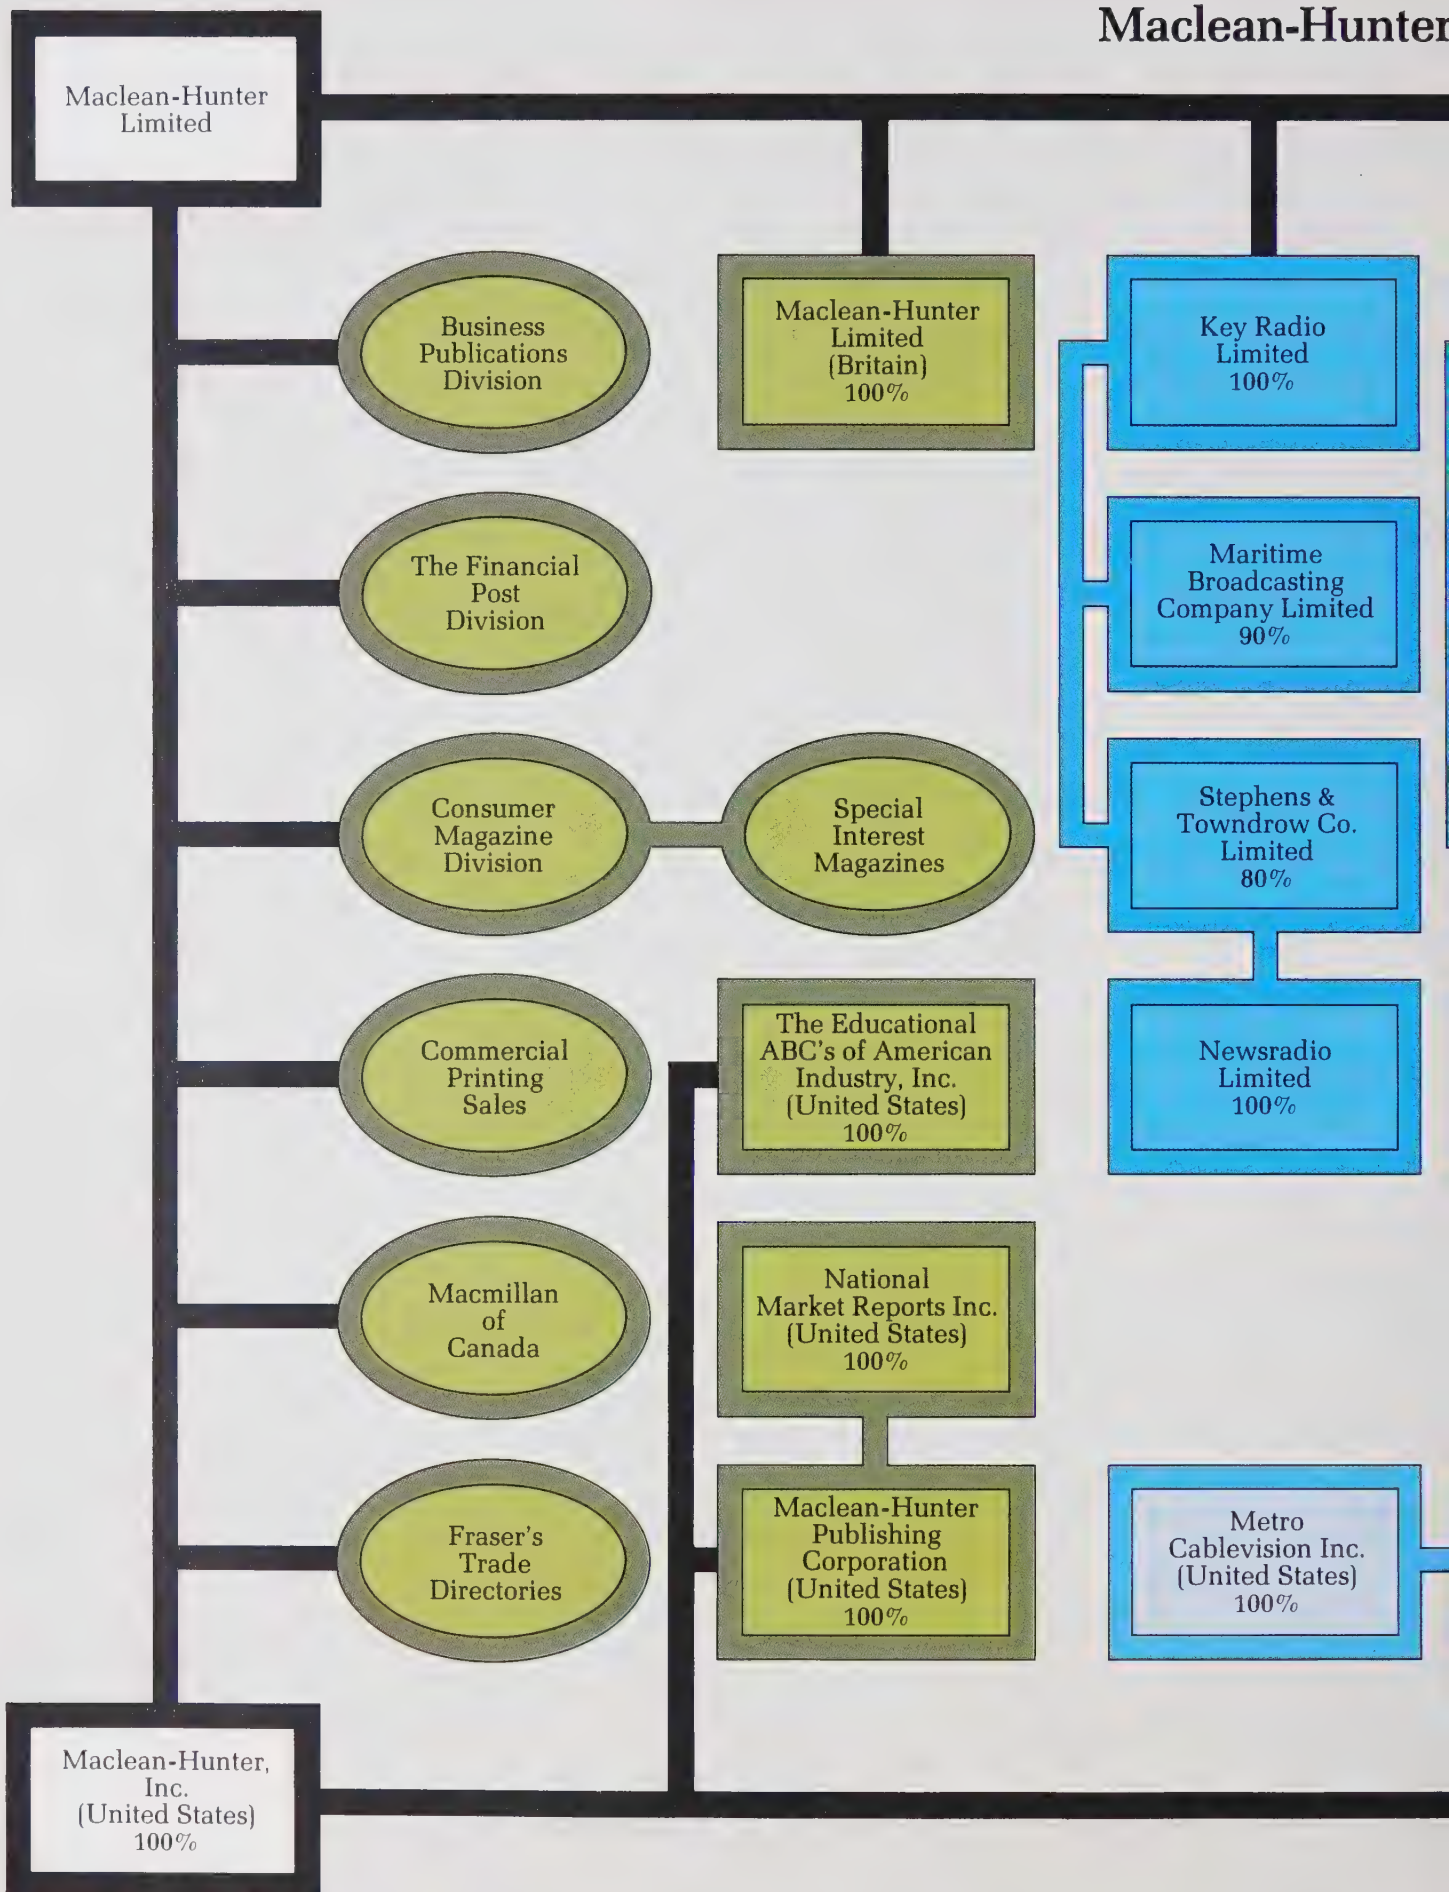 Maclean-Hunter
Maclean-Hunter
Limited
Business
Publications
Division
Maclean-Hunter
Limited
(Britain)
100%
Key Radio
Limited
100%
The Financial
Post
Division
Maritime
Broadcasting
Company Limited
90%
Consumer
Magazine
Division
Special
Interest
Magazines
Stephens &
Towndrow Co.
Limited
80%
Commercial
Printing
Sales
The Educational
ABC's of American
Industry, Inc.
(United States)
100%
Newsradio
Limited
100%
Macmillan
of
Canada
National
Market Reports Inc.
(United States)
100%
Fraser's
Trade
Directories
Maclean-Hunter
Publishing
Corporation
(United States)
100%
Metro
Cablevision Inc.
(United States)
100%
Maclean-Hunter,
Inc.
(United States)
100%